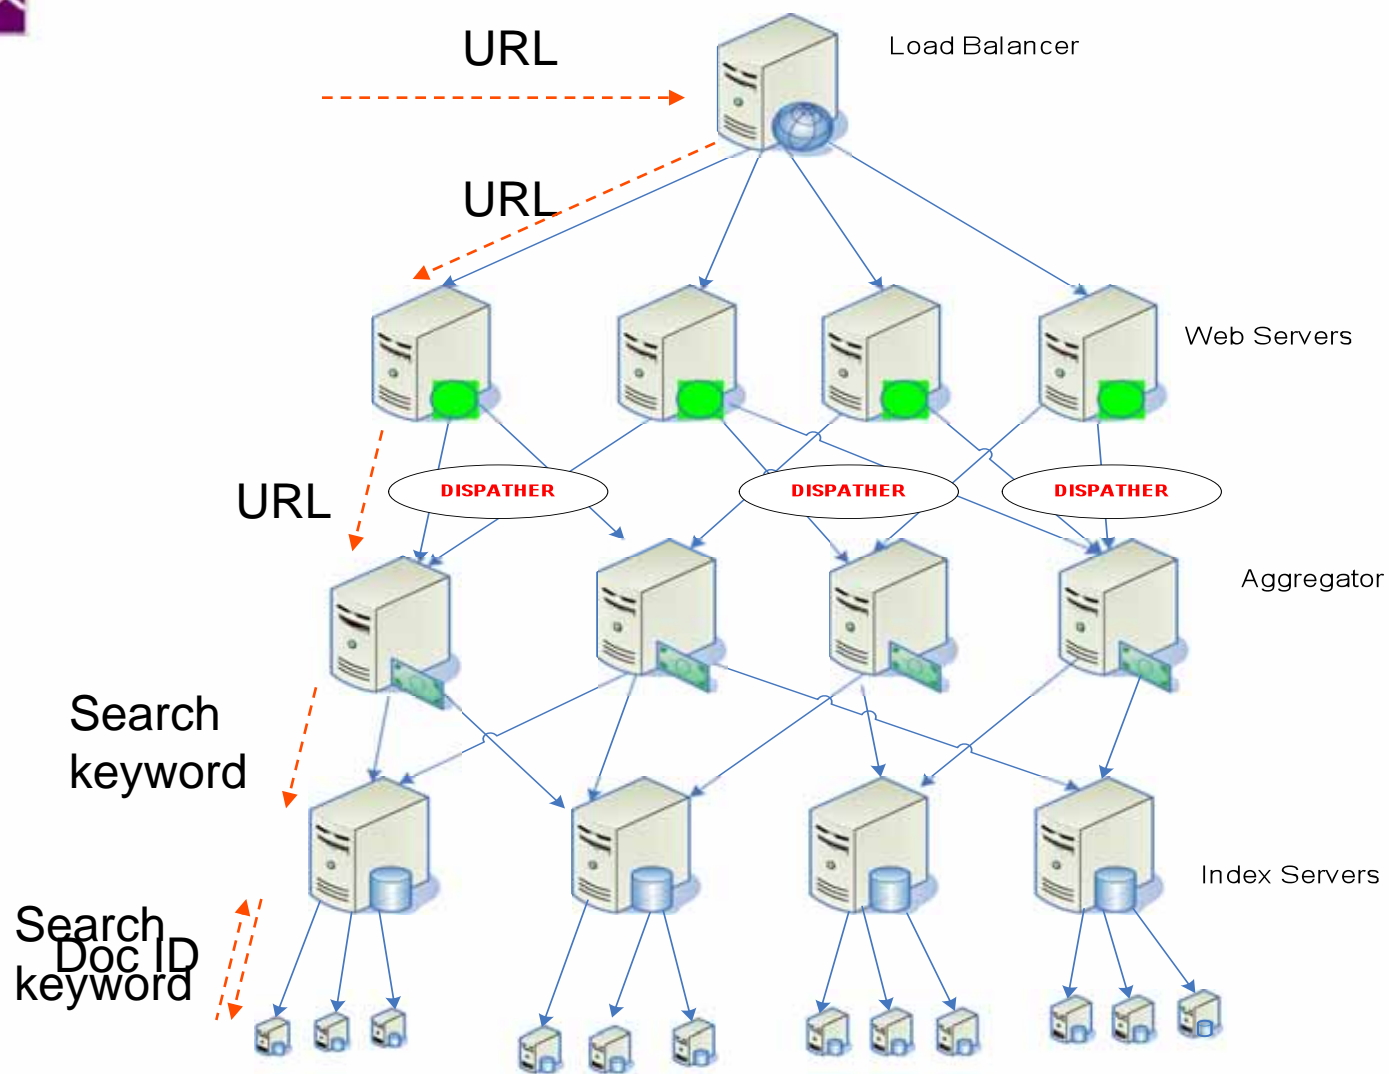 URL
Load Balancer
URL
Web Servers
URL
DISPATHER
DISPATHER
DISPATHER
Aggregator
Search
keyword
Index Servers
Search
keyword
Doc ID